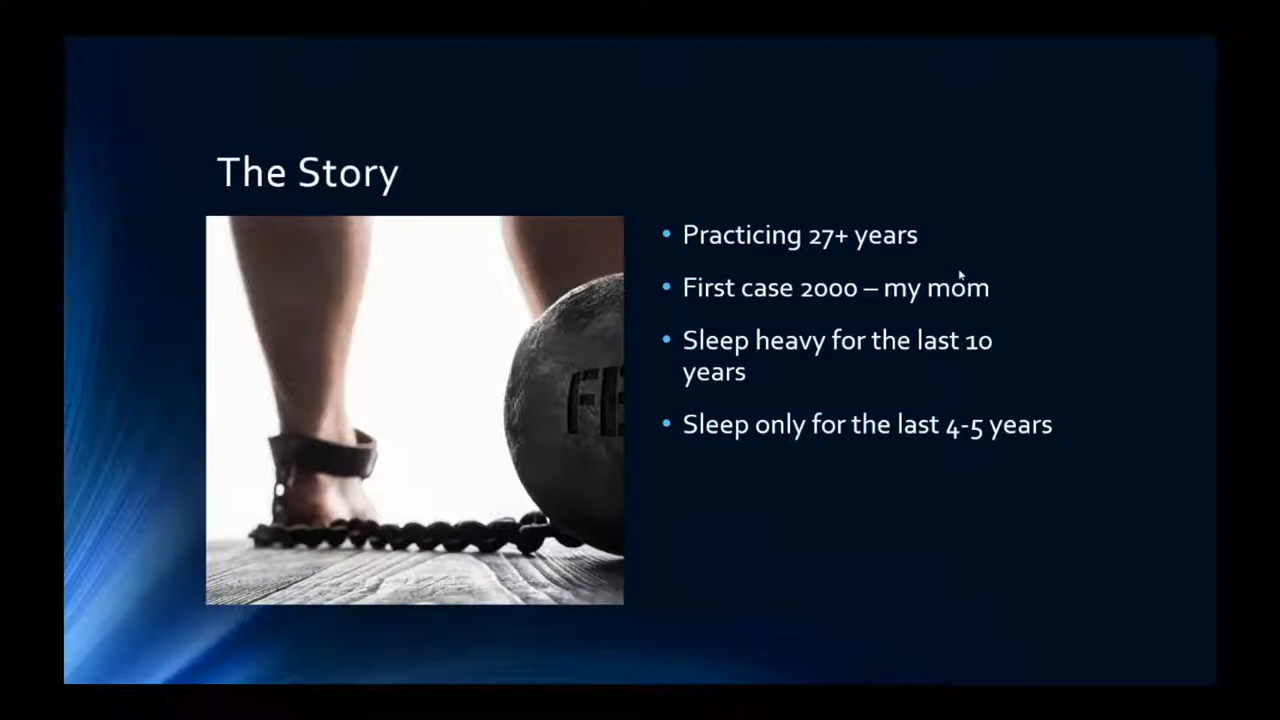 The Story
• Practicing 27+ years
• First case 2000 – my mom
• Sleep heavy for the last 10
years
• Sleep only for the last 4-5 years